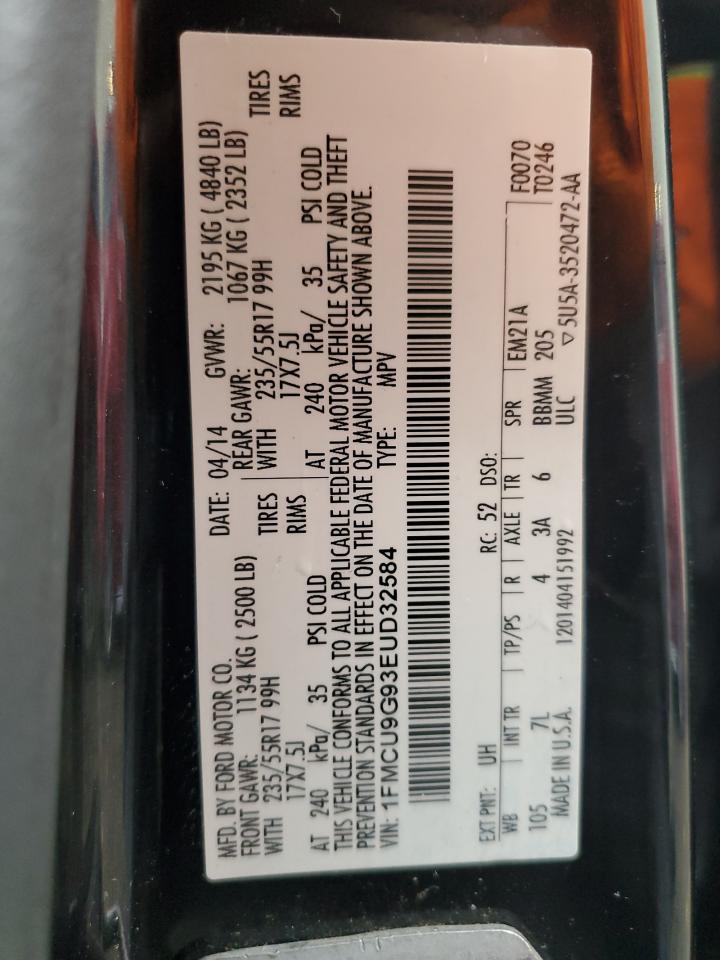 MFD. BY FORD MOTOR CO.
DATE: 04/14 GVWR: 2195 KG ( 4840 LB)
FRONT GAWR: 1134 KG ( 2500 LB) REAR GAWR: 1067 KG ( 2352 LB)
WITH 235/55R17 99H TIRES WITH 235/55R17 99H TIRES
17X7.5J RIMS 17X7.5J RIMS
AT 240 kPa/ 35 PSI COLD AT 240 kPa/ 35 PSI COLD
THIS VEHICLE CONFORMS TO ALL APPLICABLE FEDERAL MOTOR VEHICLE SAFETY AND THEFT
PREVENTION STANDARDS IN EFFECT ON THE DATE OF MANUFACTURE SHOWN ABOVE.
VIN: 1FMCU9G93EUD32584 TYPE: MPV
EXT PNT: UH RC: 52 DSO:
WB INT TR TP/PS R AXLE TR SPR EM21A F0070
105 7L 4 3A 6 BBMM 205 T0246
MADE IN U.S.A. 1201404151992 ULC ▽5U5A-3520472-AA